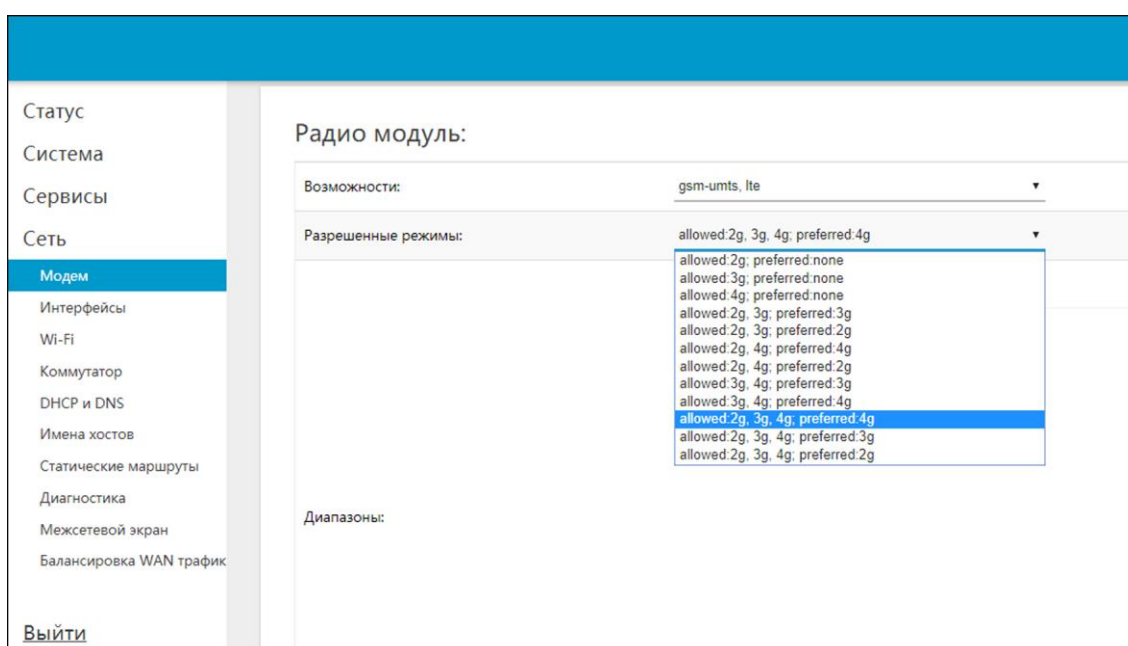 Статус
Система
Сервисы
Сеть
Модем
Интерфейсы
Wi-Fi
Коммутатор
DHCP и DNS
Имена хостов
Статические маршруты
Диагностика
Межсетевой экран
Балансировка WAN трафик
Выйти
Радио модуль:
Возможности: gsm-umts, lte
Разрешенные режимы: allowed:2g, 3g, 4g; preferred:4g
allowed:2g; preferred:none
allowed:3g; preferred:none
allowed:4g; preferred:none
allowed:2g, 3g; preferred:3g
allowed:2g, 3g; preferred:2g
allowed:2g, 4g; preferred:4g
allowed:2g, 4g; preferred:2g
allowed:3g, 4g; preferred:3g
allowed:3g, 4g; preferred:4g
allowed:2g, 3g, 4g; preferred:4g
allowed:2g, 3g, 4g; preferred:3g
allowed:2g, 3g, 4g; preferred:2g
Диапазоны: